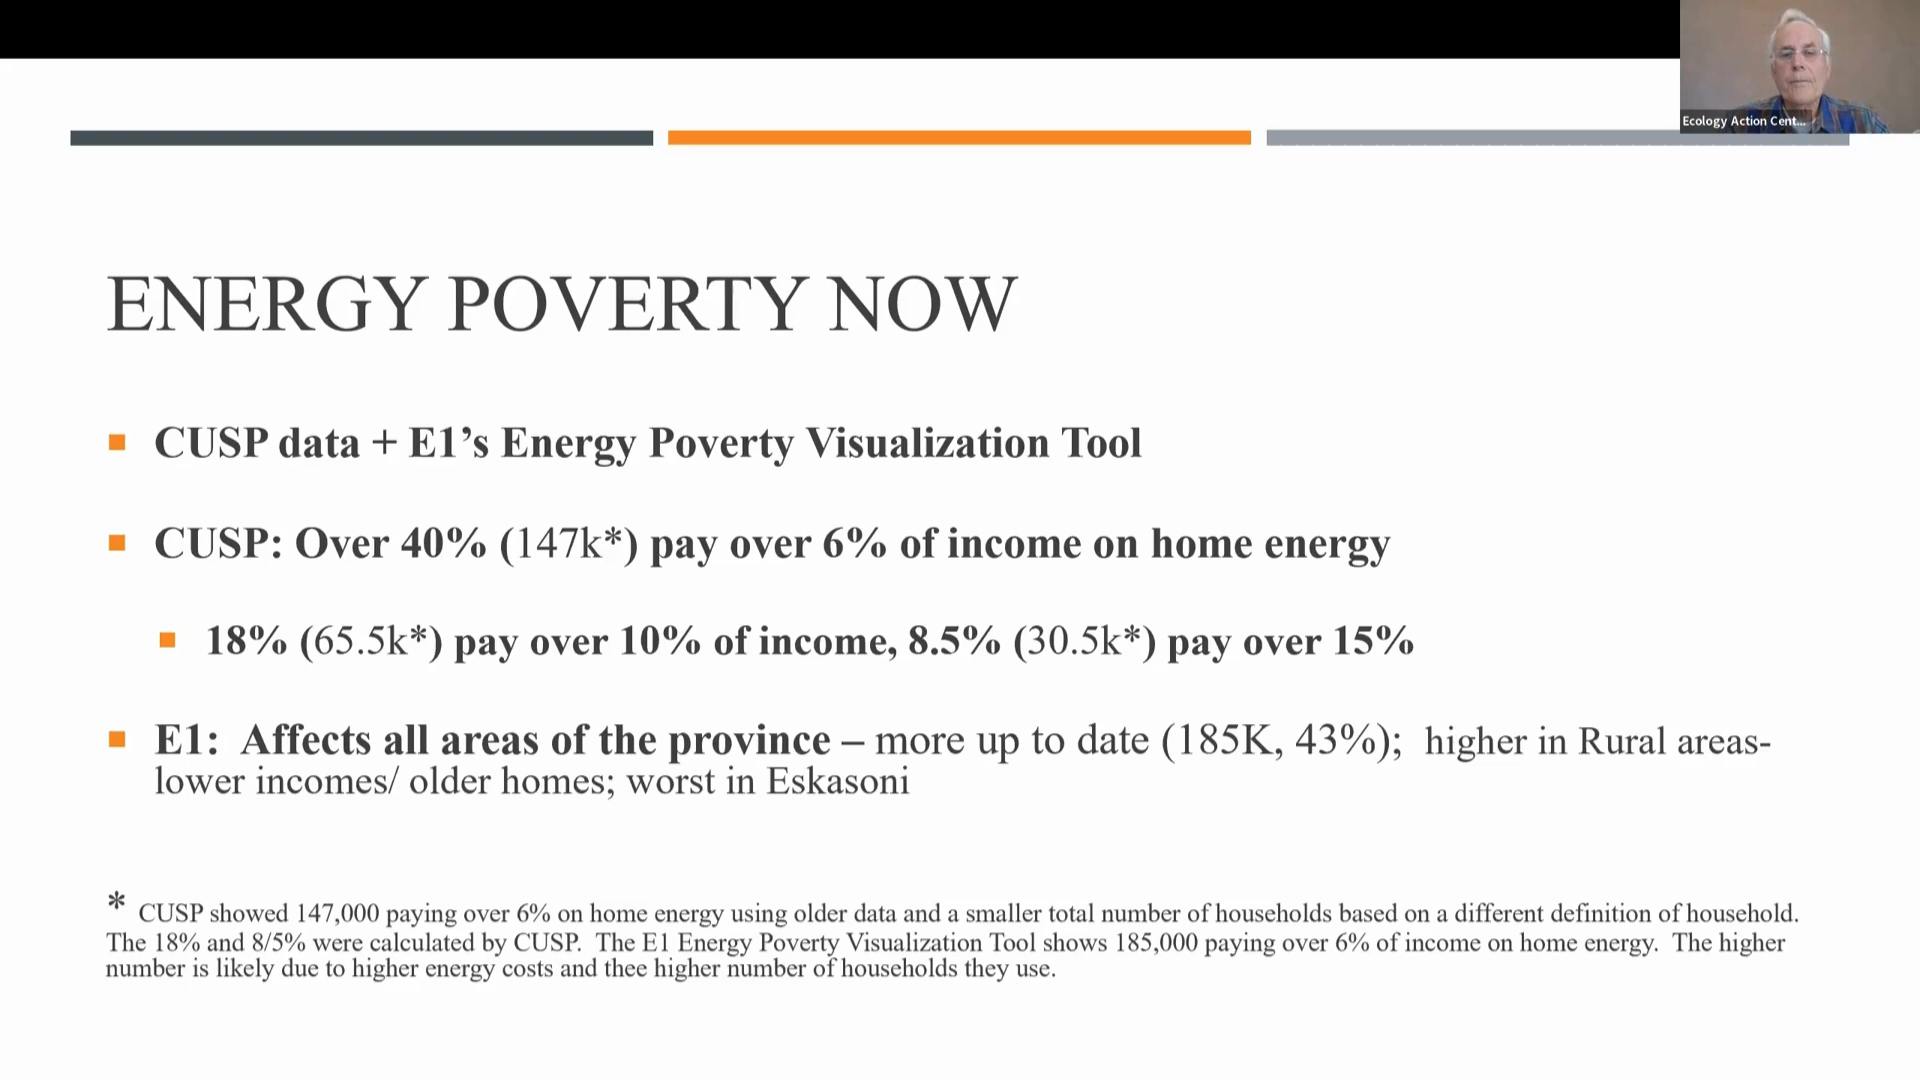 Ecology Action Cent...
ENERGY POVERTY NOW
CUSP data + E1’s Energy Poverty Visualization Tool
CUSP: Over 40% (147k*) pay over 6% of income on home energy
18% (65.5k*) pay over 10% of income, 8.5% (30.5k*) pay over 15%
E1:  Affects all areas of the province – more up to date (185K, 43%);  higher in Rural areas-
lower incomes/ older homes; worst in Eskasoni
* CUSP showed 147,000 paying over 6% on home energy using older data and a smaller total number of households based on a different definition of household.
The 18% and 8/5% were calculated by CUSP.  The E1 Energy Poverty Visualization Tool shows 185,000 paying over 6% of income on home energy.  The higher
number is likely due to higher energy costs and thee higher number of households they use.